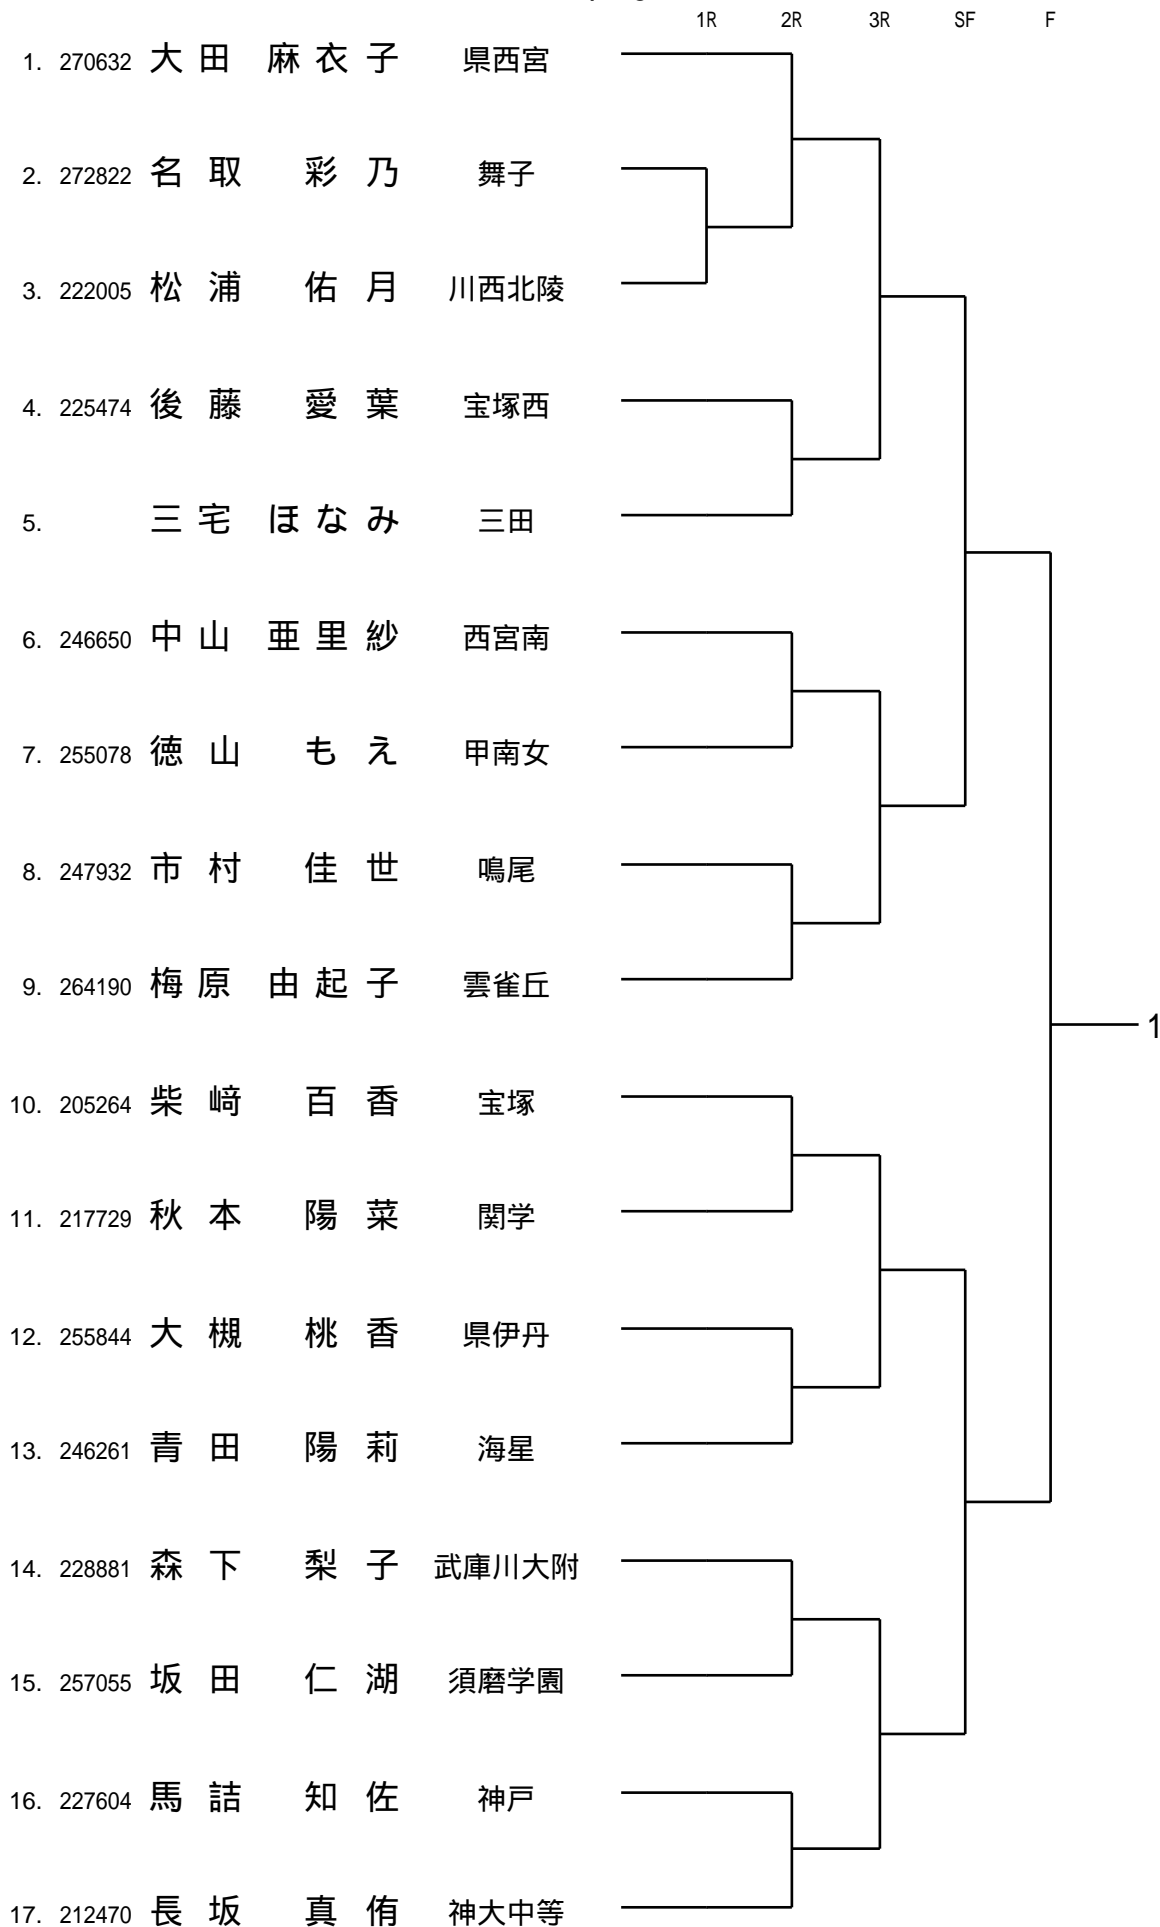 1R 2R 3R SF F
1. 270632 大田 麻衣子 県西宮
2. 272822 名取 彩乃 舞子
3. 222005 松浦 佑月 川西北陵
4. 225474 後藤 愛葉 宝塚西
5. 三宅 ほなみ 三田
6. 246650 中山 亜里紗 西宮南
7. 255078 徳山 もえ 甲南女
8. 247932 市村 佳世 鳴尾
9. 264190 梅原 由起子 雲雀丘
1
10. 205264 柴﨑 百香 宝塚
11. 217729 秋本 陽菜 関学
12. 255844 大槻 桃香 県伊丹
13. 246261 青田 陽莉 海星
14. 228881 森下 梨子 武庫川大附
15. 257055 坂田 仁湖 須磨学園
16. 227604 馬詰 知佐 神戸
17. 212470 長坂 真侑 神大中等